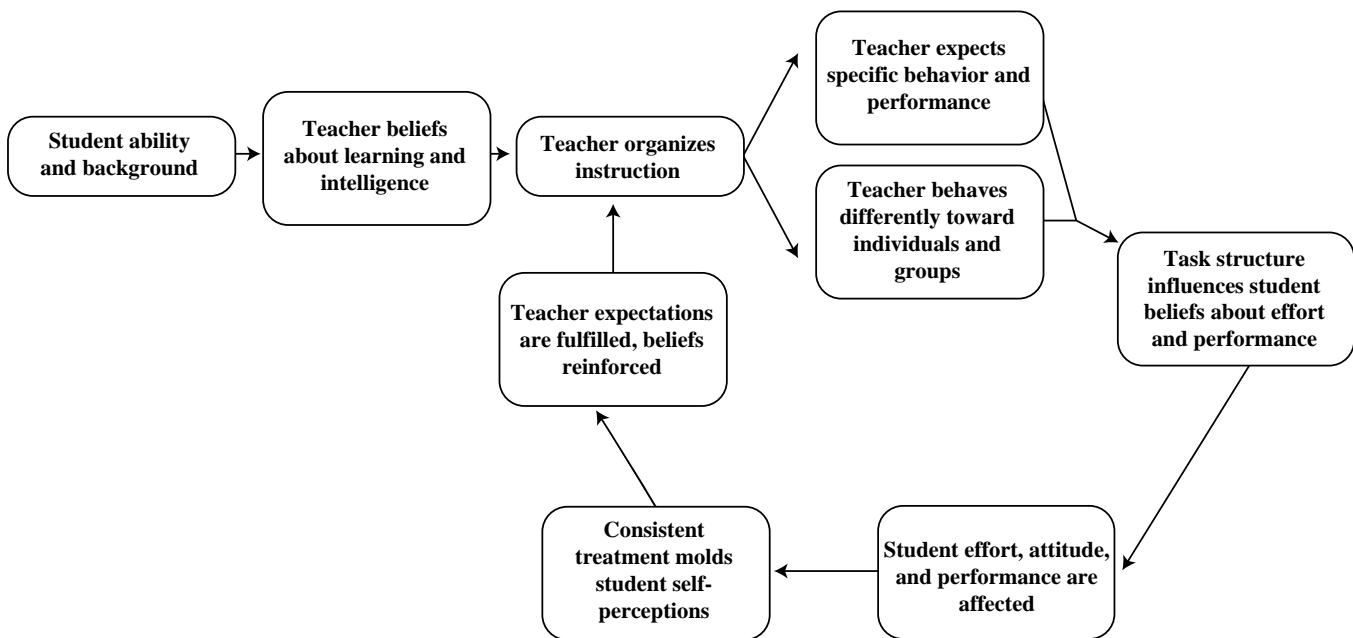 Student ability
and background
Teacher beliefs
about learning and
intelligence
Teacher organizes
instruction
Teacher expects
specific behavior and
performance
Teacher behaves
differently toward
individuals and
groups
Task structure
influences student
beliefs about effort
and performance
Student effort, attitude,
and performance are
affected
Consistent
treatment molds
student self-
perceptions
Teacher expectations
are fulfilled, beliefs
reinforced